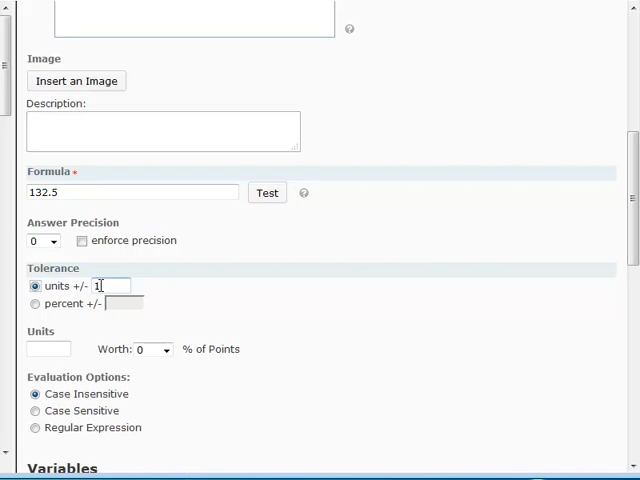 Image
Insert an Image
Description:
Formula *
132.5 Test
Answer Precision
0 enforce precision
Tolerance
units +/- 1
percent +/-
Units
Worth: 0 % of Points
Evaluation Options:
Case Insensitive
Case Sensitive
Regular Expression
Variables